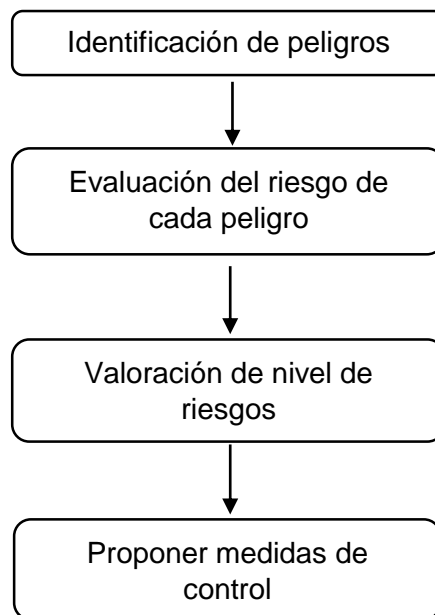 Identificación de peligros
Evaluación del riesgo de
cada peligro
Valoración de nivel de
riesgos
Proponer medidas de
control